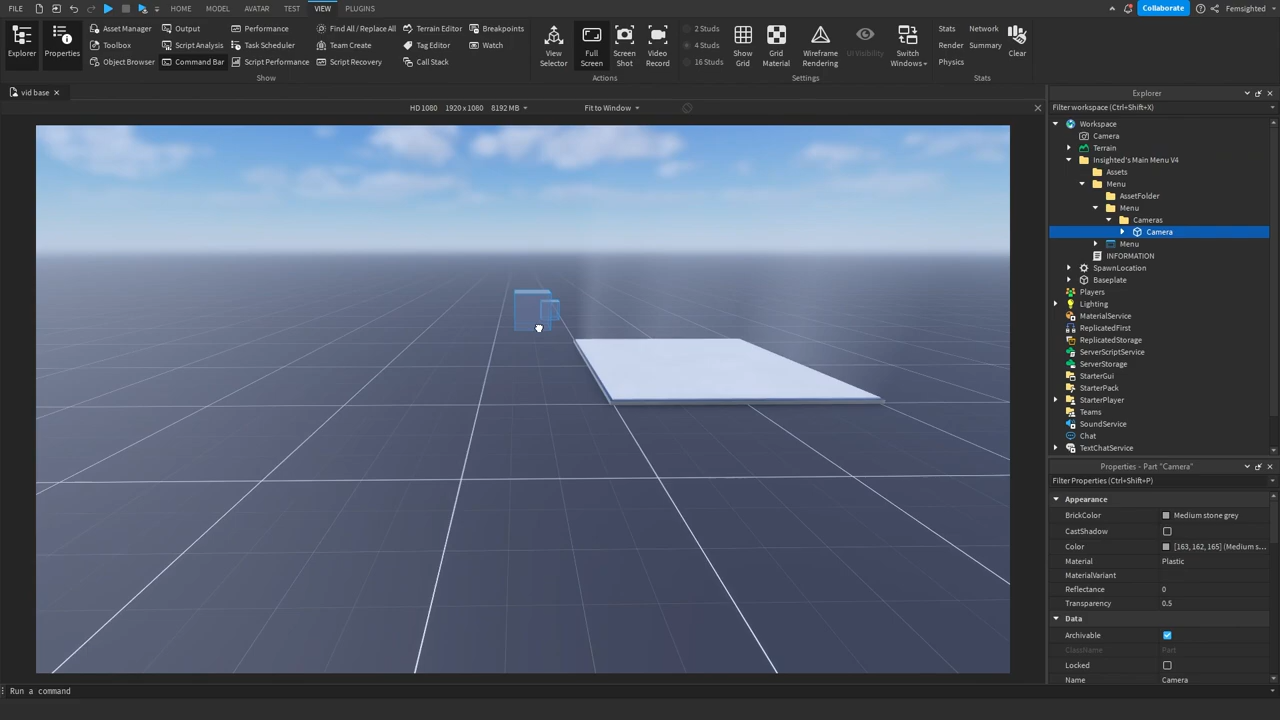 FILE HOME MODEL AVATAR TEST VIEW PLUGINS Collaborate Femsighted
Explorer
Properties
Asset Manager Output Performance Find All / Replace All Terrain Editor Breakpoints
Toolbox Script Analysis Task Scheduler Team Create Tag Editor Watch
Object Browser Command Bar Script Performance Script Recovery Call Stack
Show
View Selector
Full Screen
Screen Shot
Video Record
Actions
2 Studs
4 Studs
16 Studs
Show Grid
Grid Material
Wireframe Rendering
UI Visibility
Switch Windows
Settings
Stats Network
Render Summary
Physics
Clear
Stats
vid base
HD 1080 1920 x 1080 8192 MB Fit to Window
Explorer
Filter workspace (Ctrl+Shift+X)
Workspace
Camera
Terrain
Insighted's Main Menu V4
Assets
Menu
AssetFolder
Menu
Cameras
Camera
Menu
INFORMATION
SpawnLocation
Baseplate
Players
Lighting
MaterialService
ReplicatedFirst
ReplicatedStorage
ServerScriptService
ServerStorage
StarterGui
StarterPack
StarterPlayer
Teams
SoundService
Chat
TextChatService
Properties - Part "Camera"
Filter Properties (Ctrl+Shift+P)
Appearance
BrickColor Medium stone grey
CastShadow
Color [163, 162, 165] (Medium s...
Material Plastic
MaterialVariant
Reflectance 0
Transparency 0.5
Data
Archivable
ClassName Part
Locked
Name Camera
Run a command